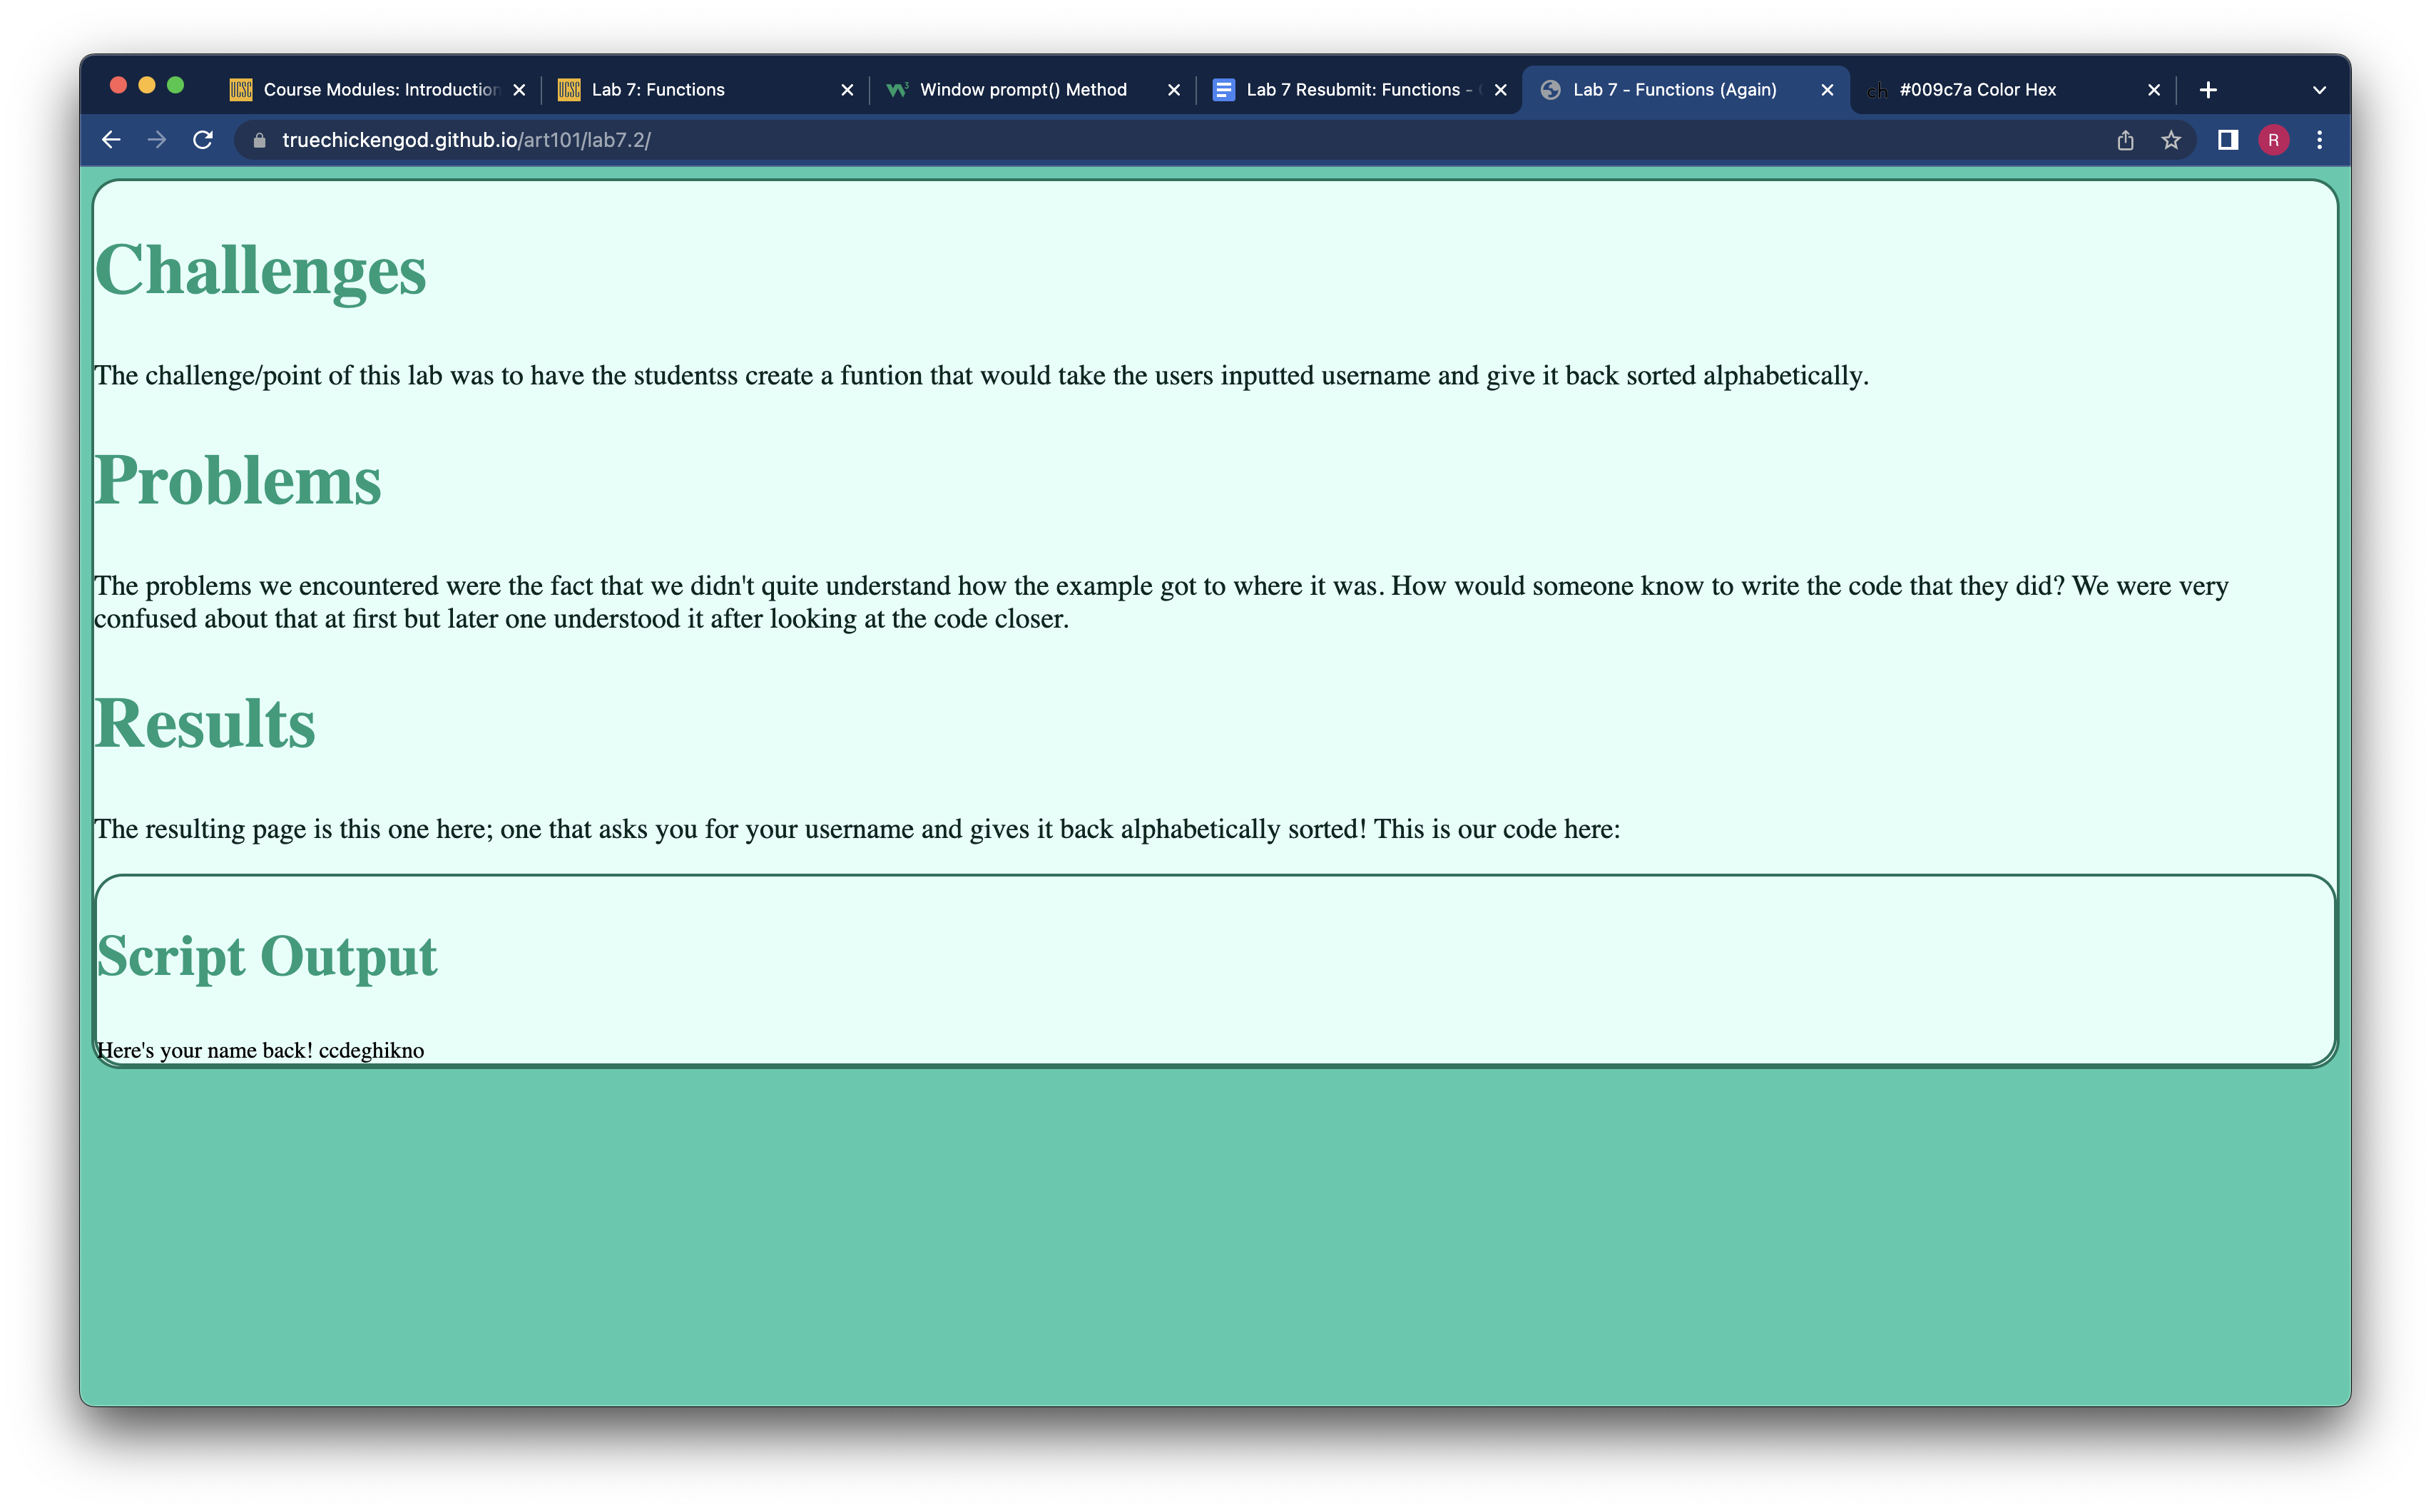 UCSC Course Modules: Introduction
UCSC Lab 7: Functions
Window prompt() Method
Lab 7 Resubmit: Functions -
Lab 7 - Functions (Again)
ch #009c7a Color Hex
truechickengod.github.io/art101/lab7.2/
R
Challenges
The challenge/point of this lab was to have the studentss create a funtion that would take the users inputted username and give it back sorted alphabetically.
Problems
The problems we encountered were the fact that we didn't quite understand how the example got to where it was. How would someone know to write the code that they did? We were very
confused about that at first but later one understood it after looking at the code closer.
Results
The resulting page is this one here; one that asks you for your username and gives it back alphabetically sorted! This is our code here:
Script Output
Here's your name back! ccdeghikno